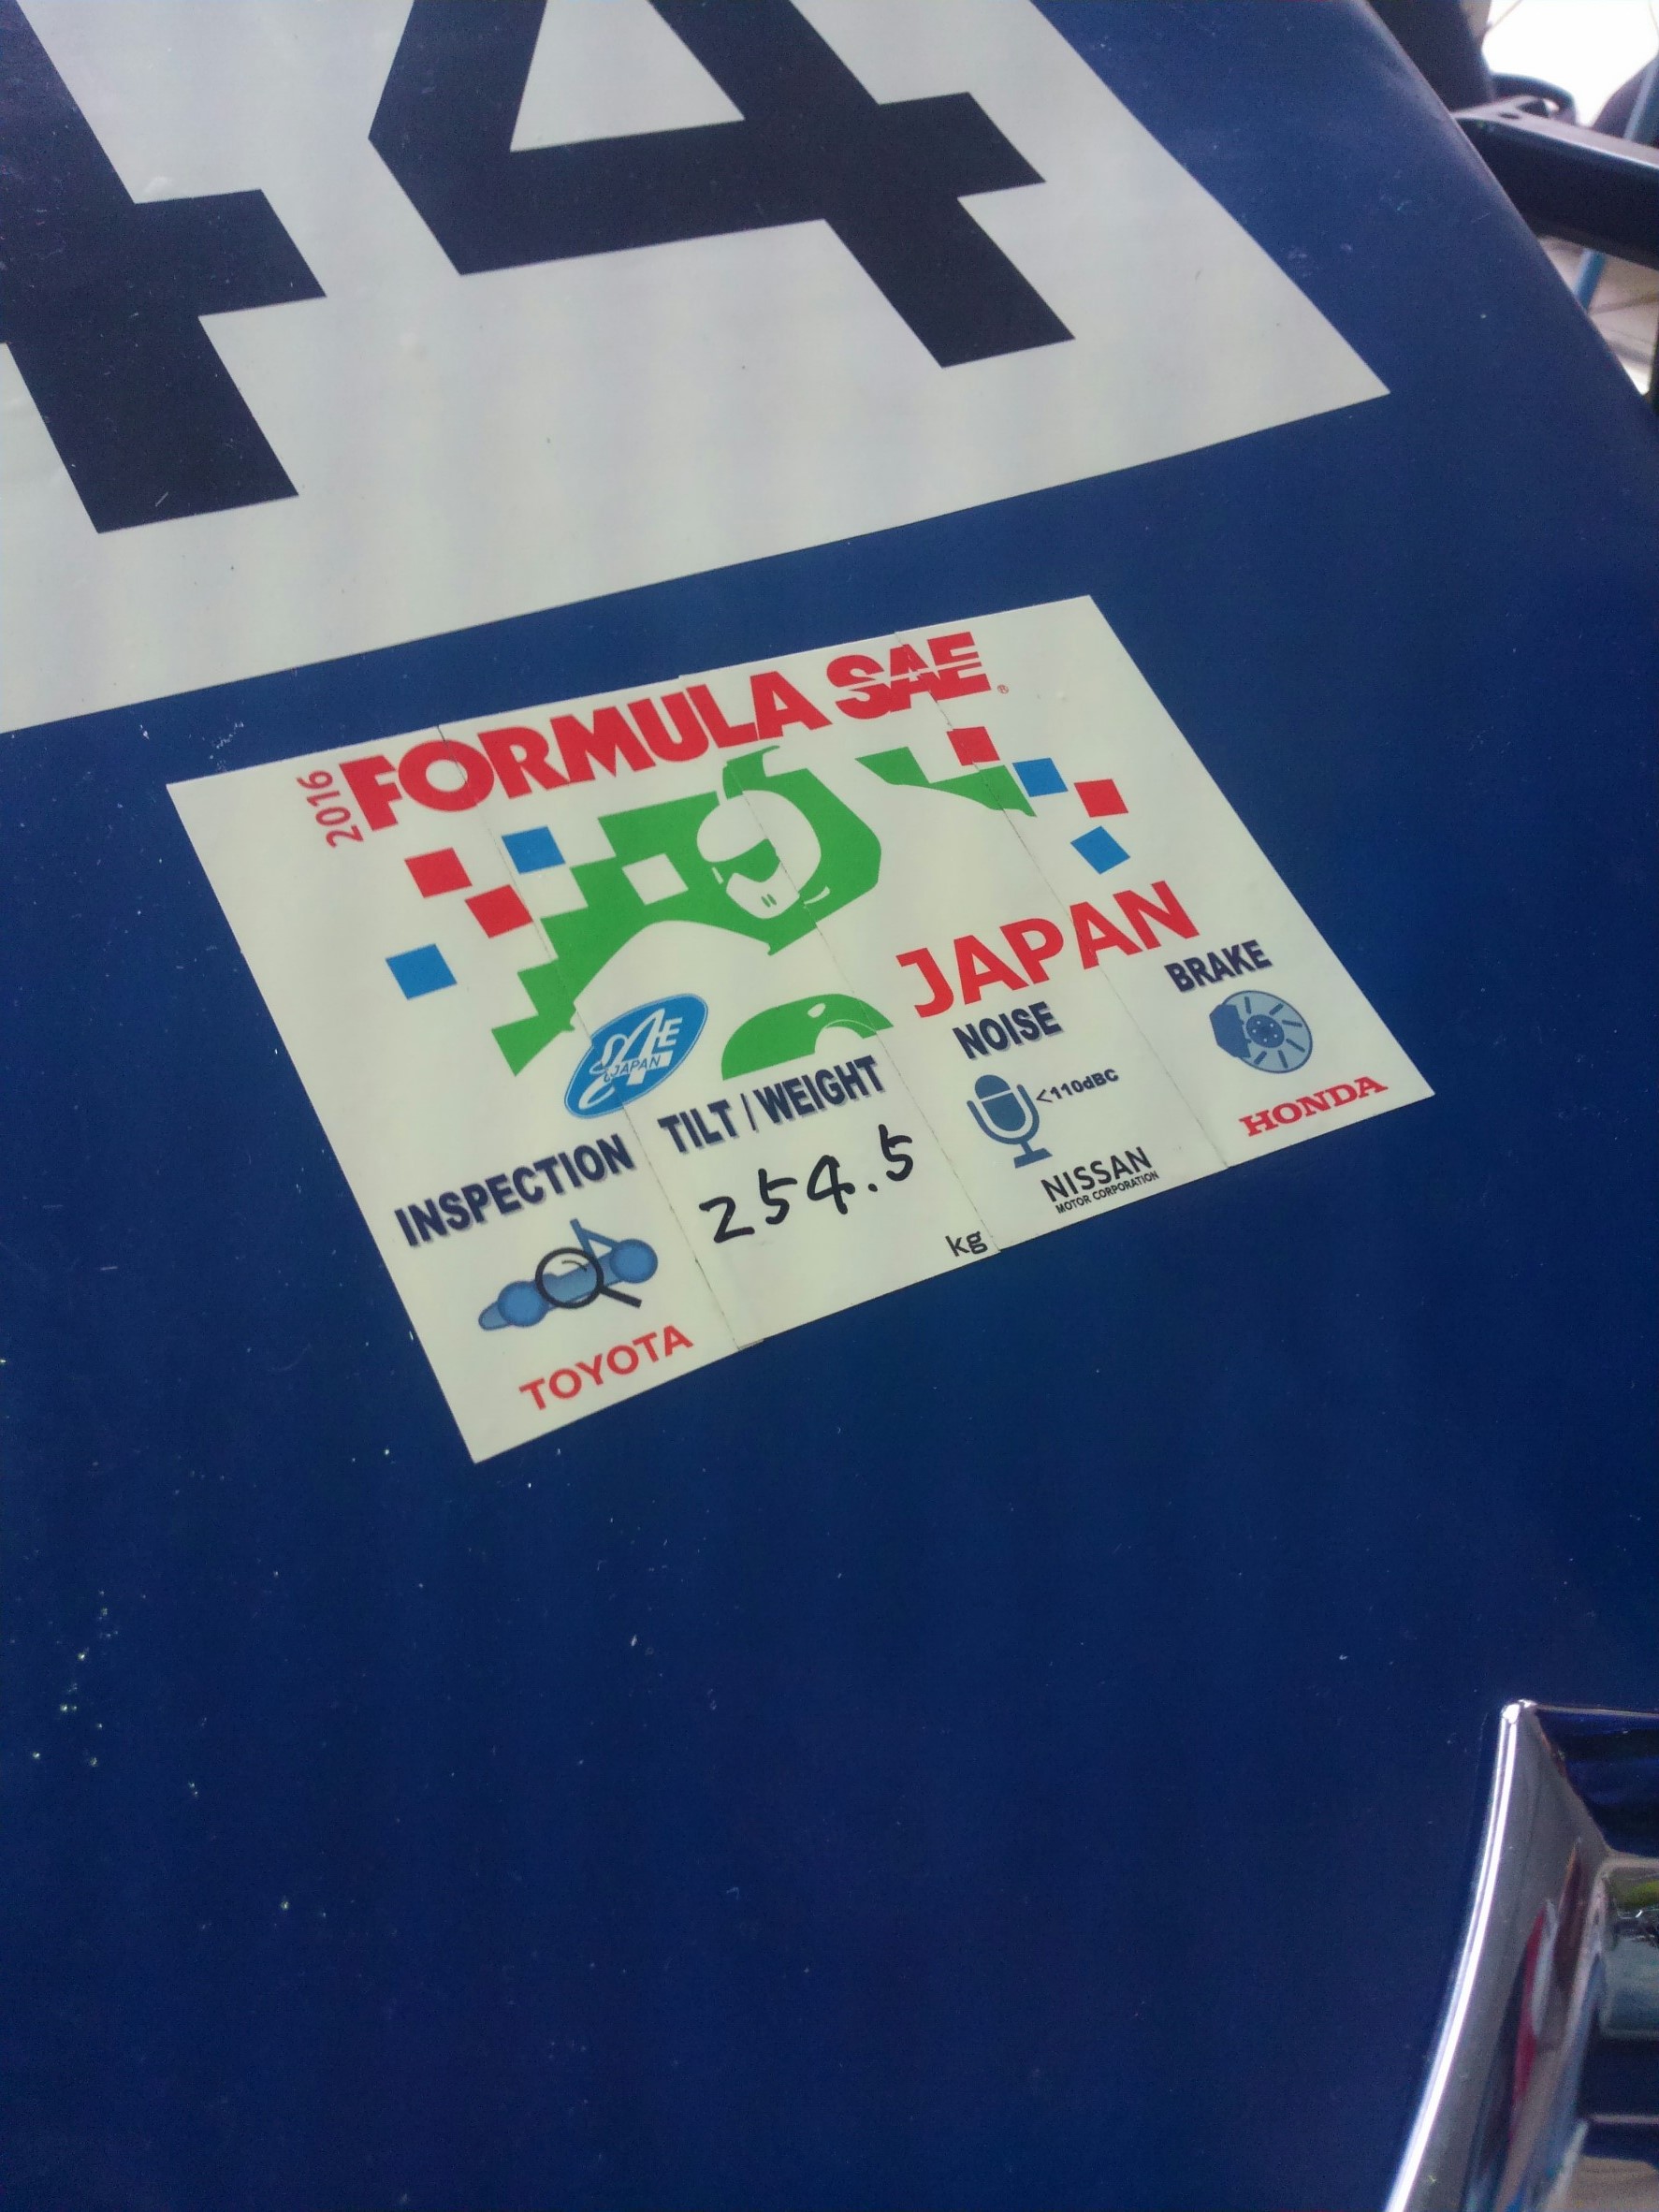 44
2016
FORMULA SAE®
JAPAN
SAE
JAPAN
INSPECTION
TOYOTA
TILT / WEIGHT
254.5
kg
NOISE
<110dBC
NISSAN
MOTOR CORPORATION
BRAKE
HONDA